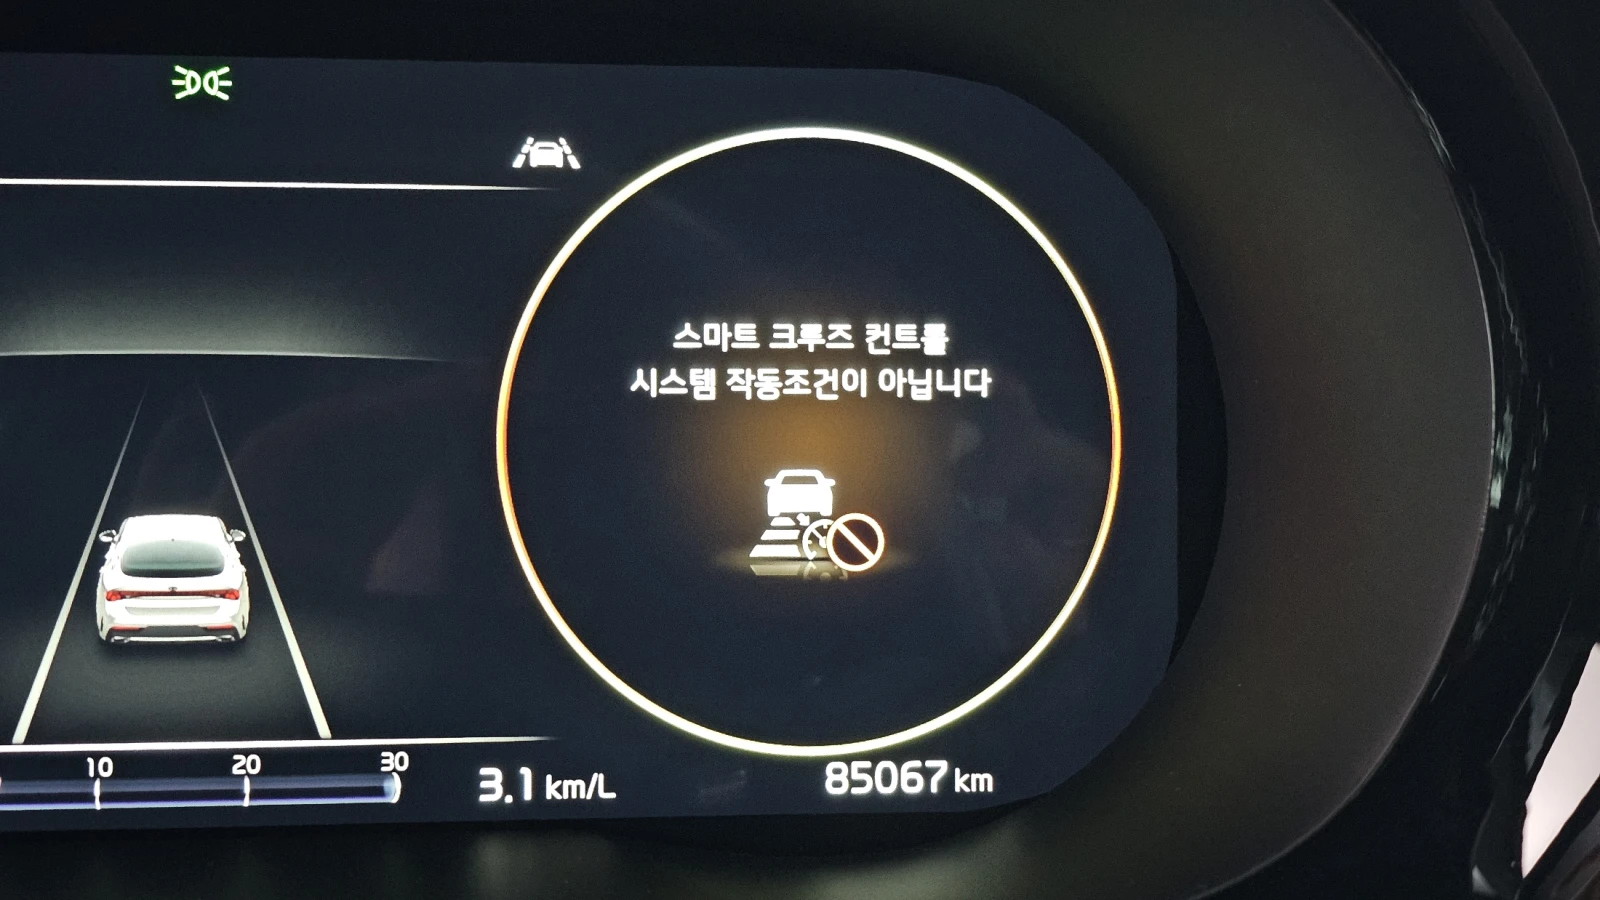 스마트 크루즈 컨트롤
시스템 작동조건이 아닙니다
10 20 30
3.1 km/L
85067 km